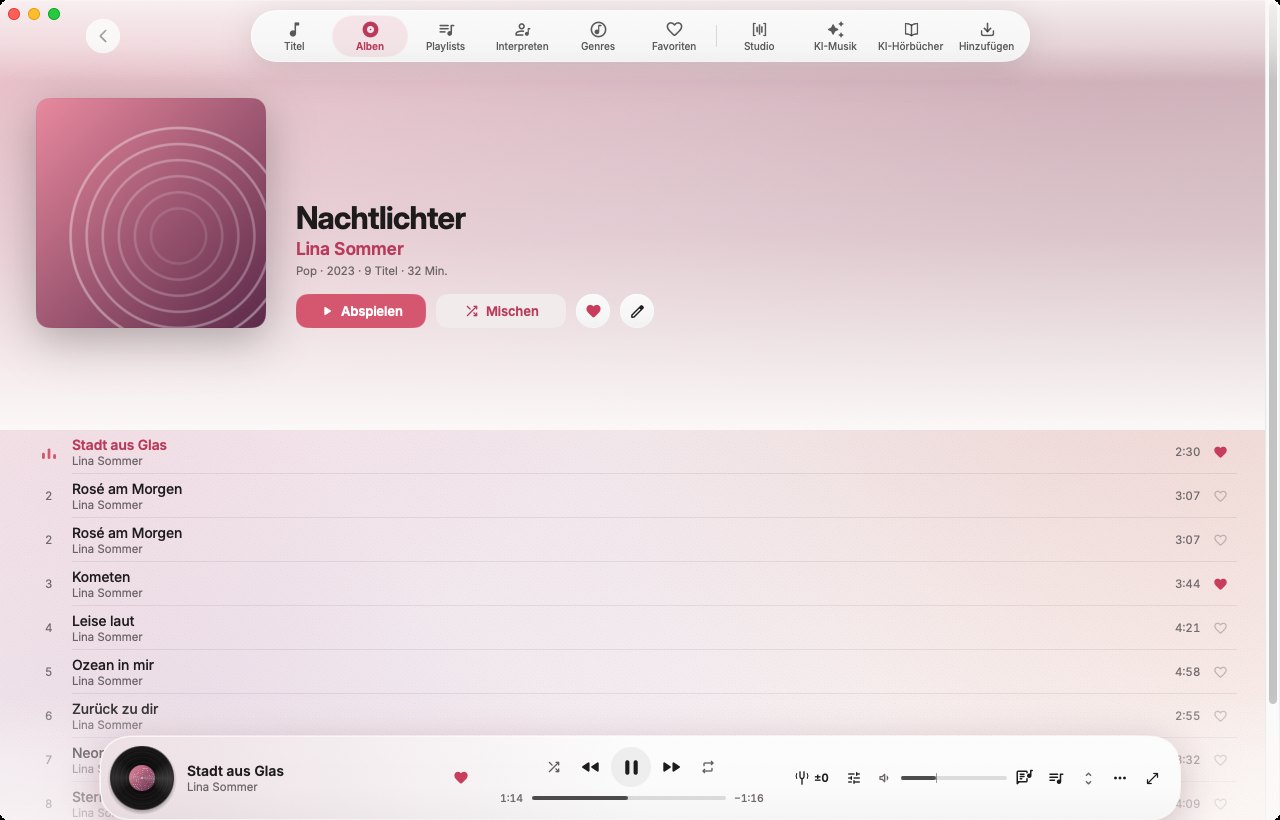 Titel
Alben
Playlists
Interpreten
Genres
Favoriten
Studio
KI-Musik
KI-Hörbücher
Hinzufügen
Nachtlichter
Lina Sommer
Pop · 2023 · 9 Titel · 32 Min.
Abspielen
Mischen
Stadt aus Glas
Lina Sommer
2:30
2
Rosé am Morgen
Lina Sommer
3:07
2
Rosé am Morgen
Lina Sommer
3:07
3
Kometen
Lina Sommer
3:44
4
Leise laut
Lina Sommer
4:21
5
Ozean in mir
Lina Sommer
4:58
6
Zurück zu dir
Lina Sommer
2:55
7
8
Stadt aus Glas
Lina Sommer
1:14
−1:16
±0